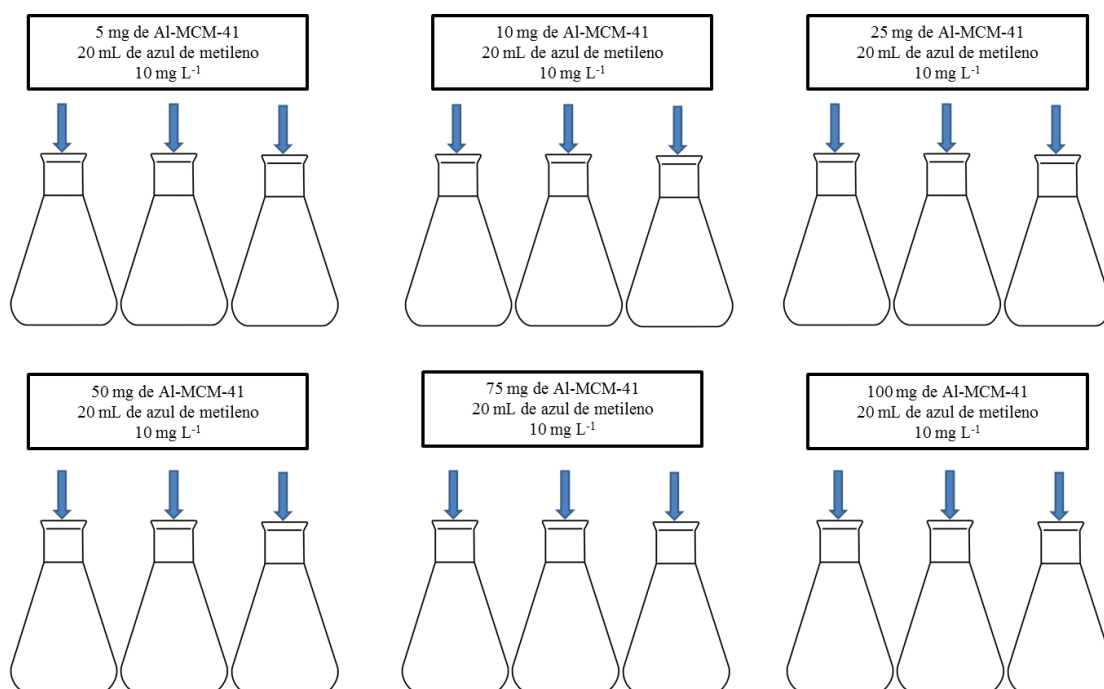 5 mg de Al-MCM-41
20 mL de azul de metileno
10 mg L⁻¹
10 mg de Al-MCM-41
20 mL de azul de metileno
10 mg L⁻¹
25 mg de Al-MCM-41
20 mL de azul de metileno
10 mg L⁻¹
50 mg de Al-MCM-41
20 mL de azul de metileno
10 mg L⁻¹
75 mg de Al-MCM-41
20 mL de azul de metileno
10 mg L⁻¹
100 mg de Al-MCM-41
20 mL de azul de metileno
10 mg L⁻¹